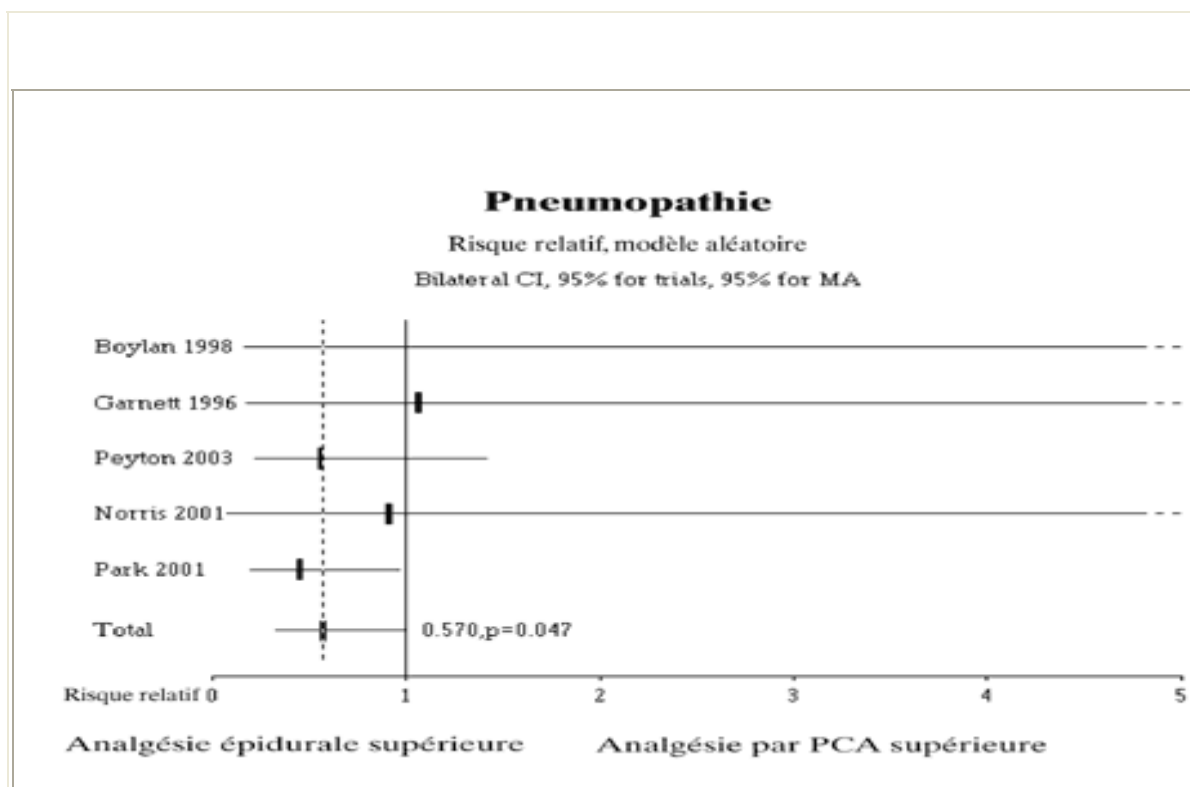 Pneumopathie
Risque relatif, modèle aléatoire
Bilateral CI, 95% for trials, 95% for MA
Boylan 1998
Garnett 1996
Peyton 2003
Norris 2001
Park 2001
Total 0.570,p=0.047
Risque relatif 0 1 2 3 4 5
Analgésie épidurale supérieure Analgésie par PCA supérieure